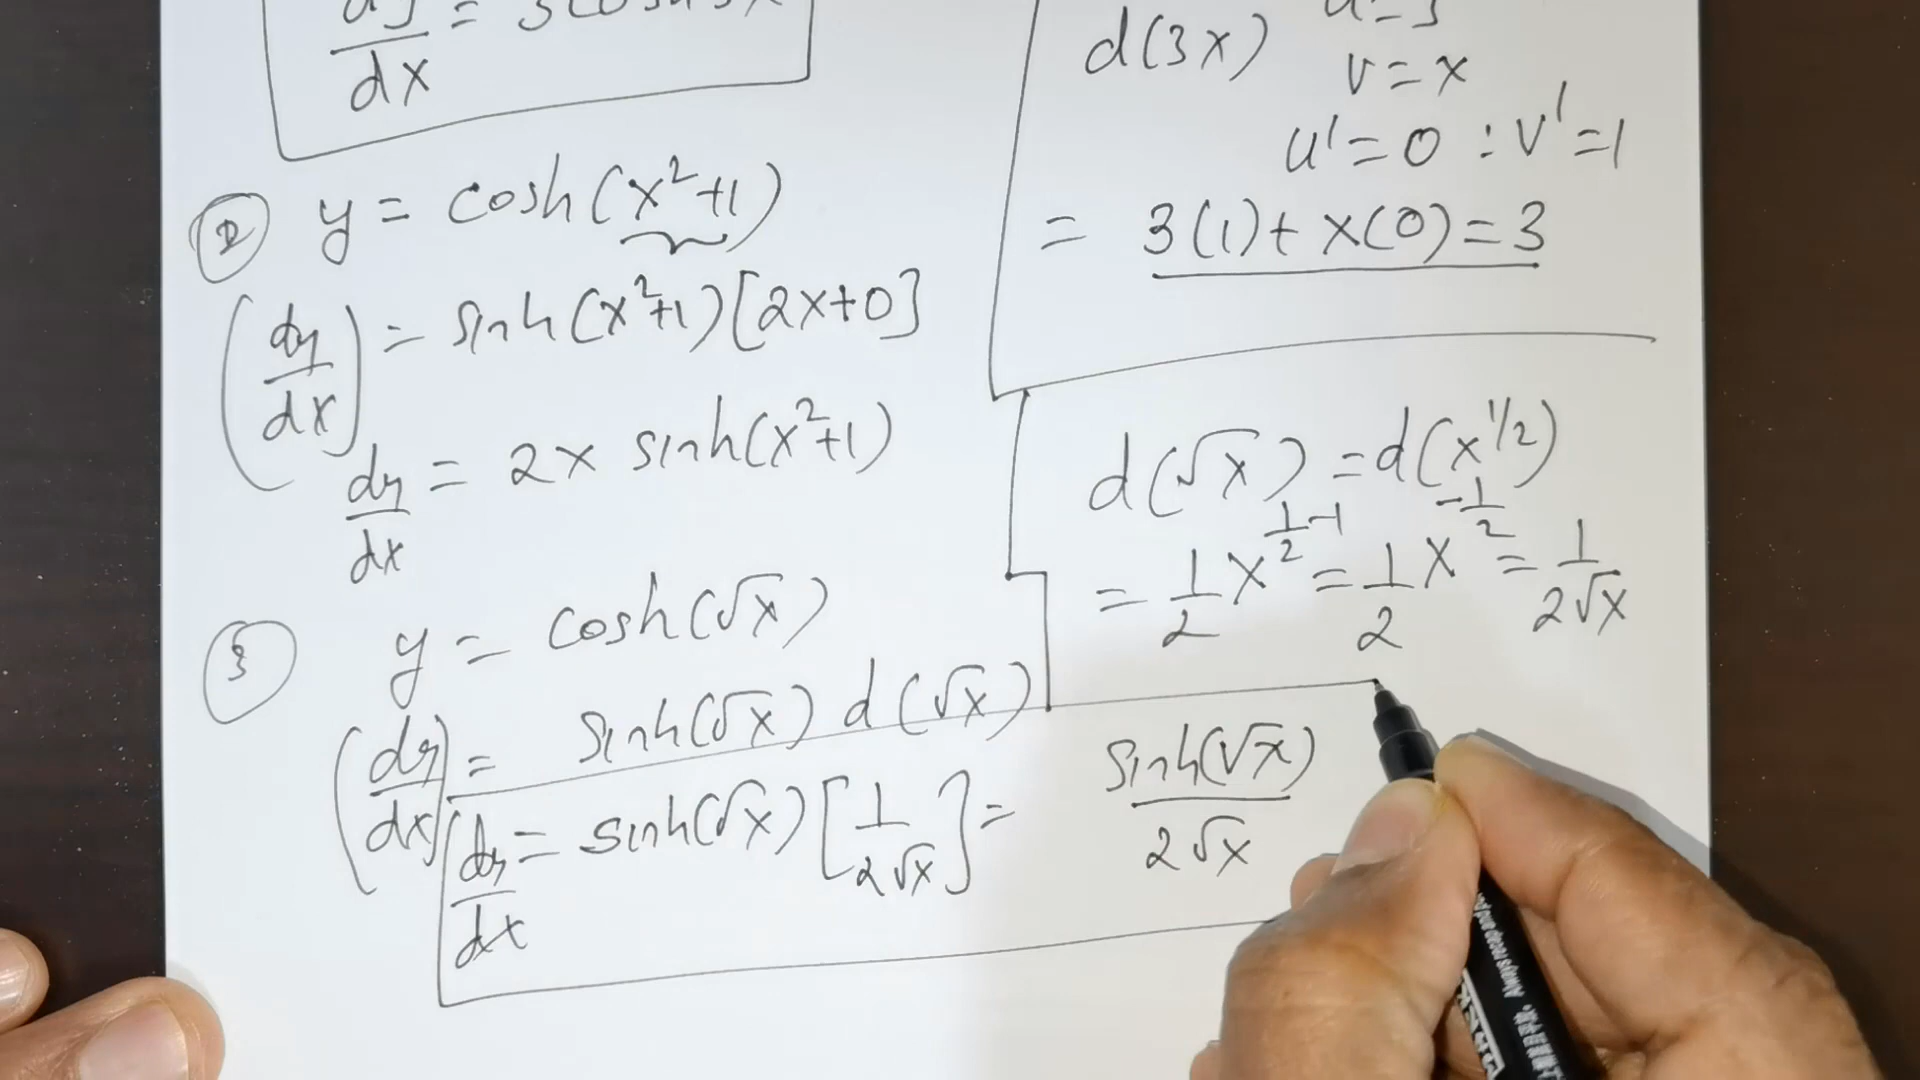 dy/dx = 3cosh3x
② y = cosh(x²+1)
(dy/dx) = sinh(x²+1)[2x+0]
dy/dx = 2x sinh(x²+1)
③ y = cosh(√x)
(dy/dx) = sinh(√x) d(√x)
dy/dx = sinh(√x)[1/2√x] = sinh(√x)/2√x
u=3
d(3x) v=x
u'=0 : v'=1
= 3(1)+x(0)=3
d(√x) = d(x^1/2)
= 1/2 x^(1/2-1) = 1/2 x^(-1/2) = 1/2√x